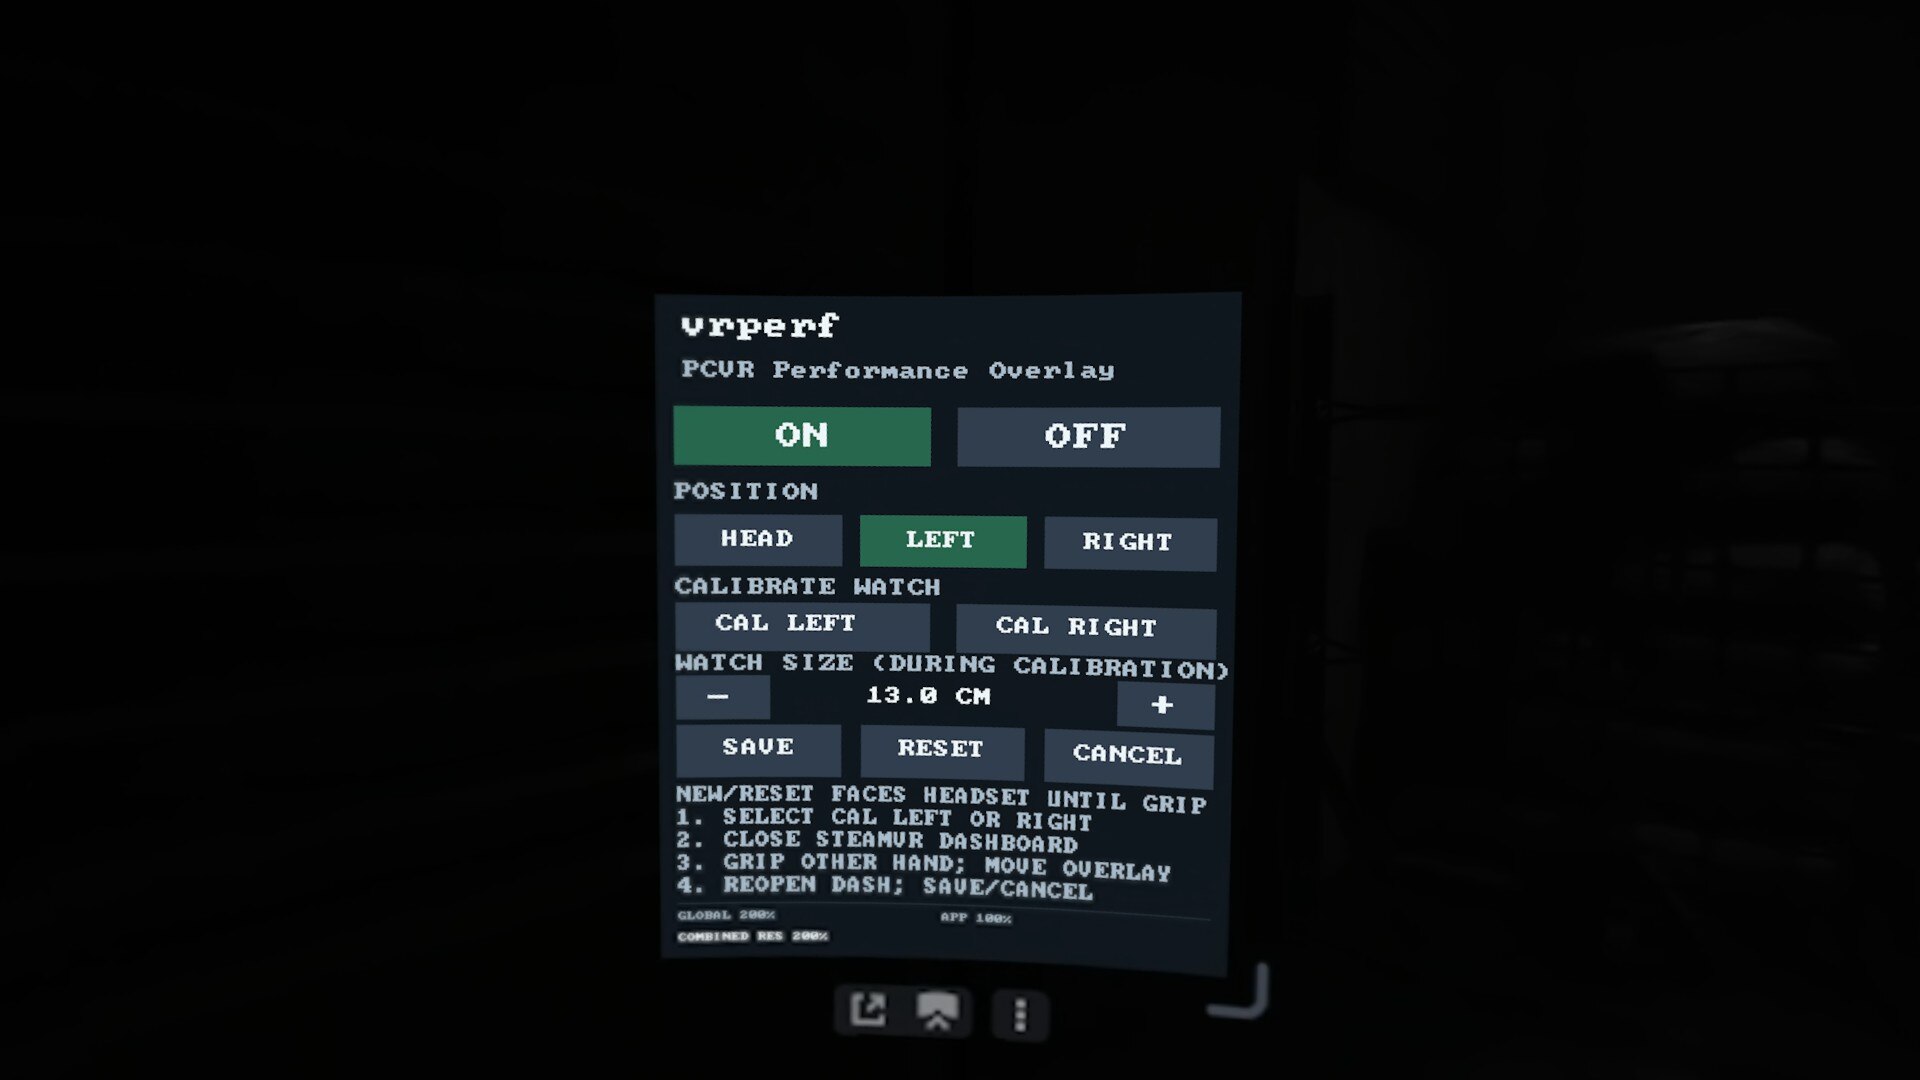 vrperf
PCVR Performance Overlay
ON OFF
POSITION
HEAD LEFT RIGHT
CALIBRATE WATCH
CAL LEFT CAL RIGHT
WATCH SIZE (DURING CALIBRATION)
- 13.0 CM +
SAVE RESET CANCEL
NEW/RESET FACES HEADSET UNTIL GRIP
1. SELECT CAL LEFT OR RIGHT
2. CLOSE STEAMVR DASHBOARD
3. GRIP OTHER HAND; MOVE OVERLAY
4. REOPEN DASH; SAVE/CANCEL
GLOBAL 200% APP 100%
COMBINED RES 200%